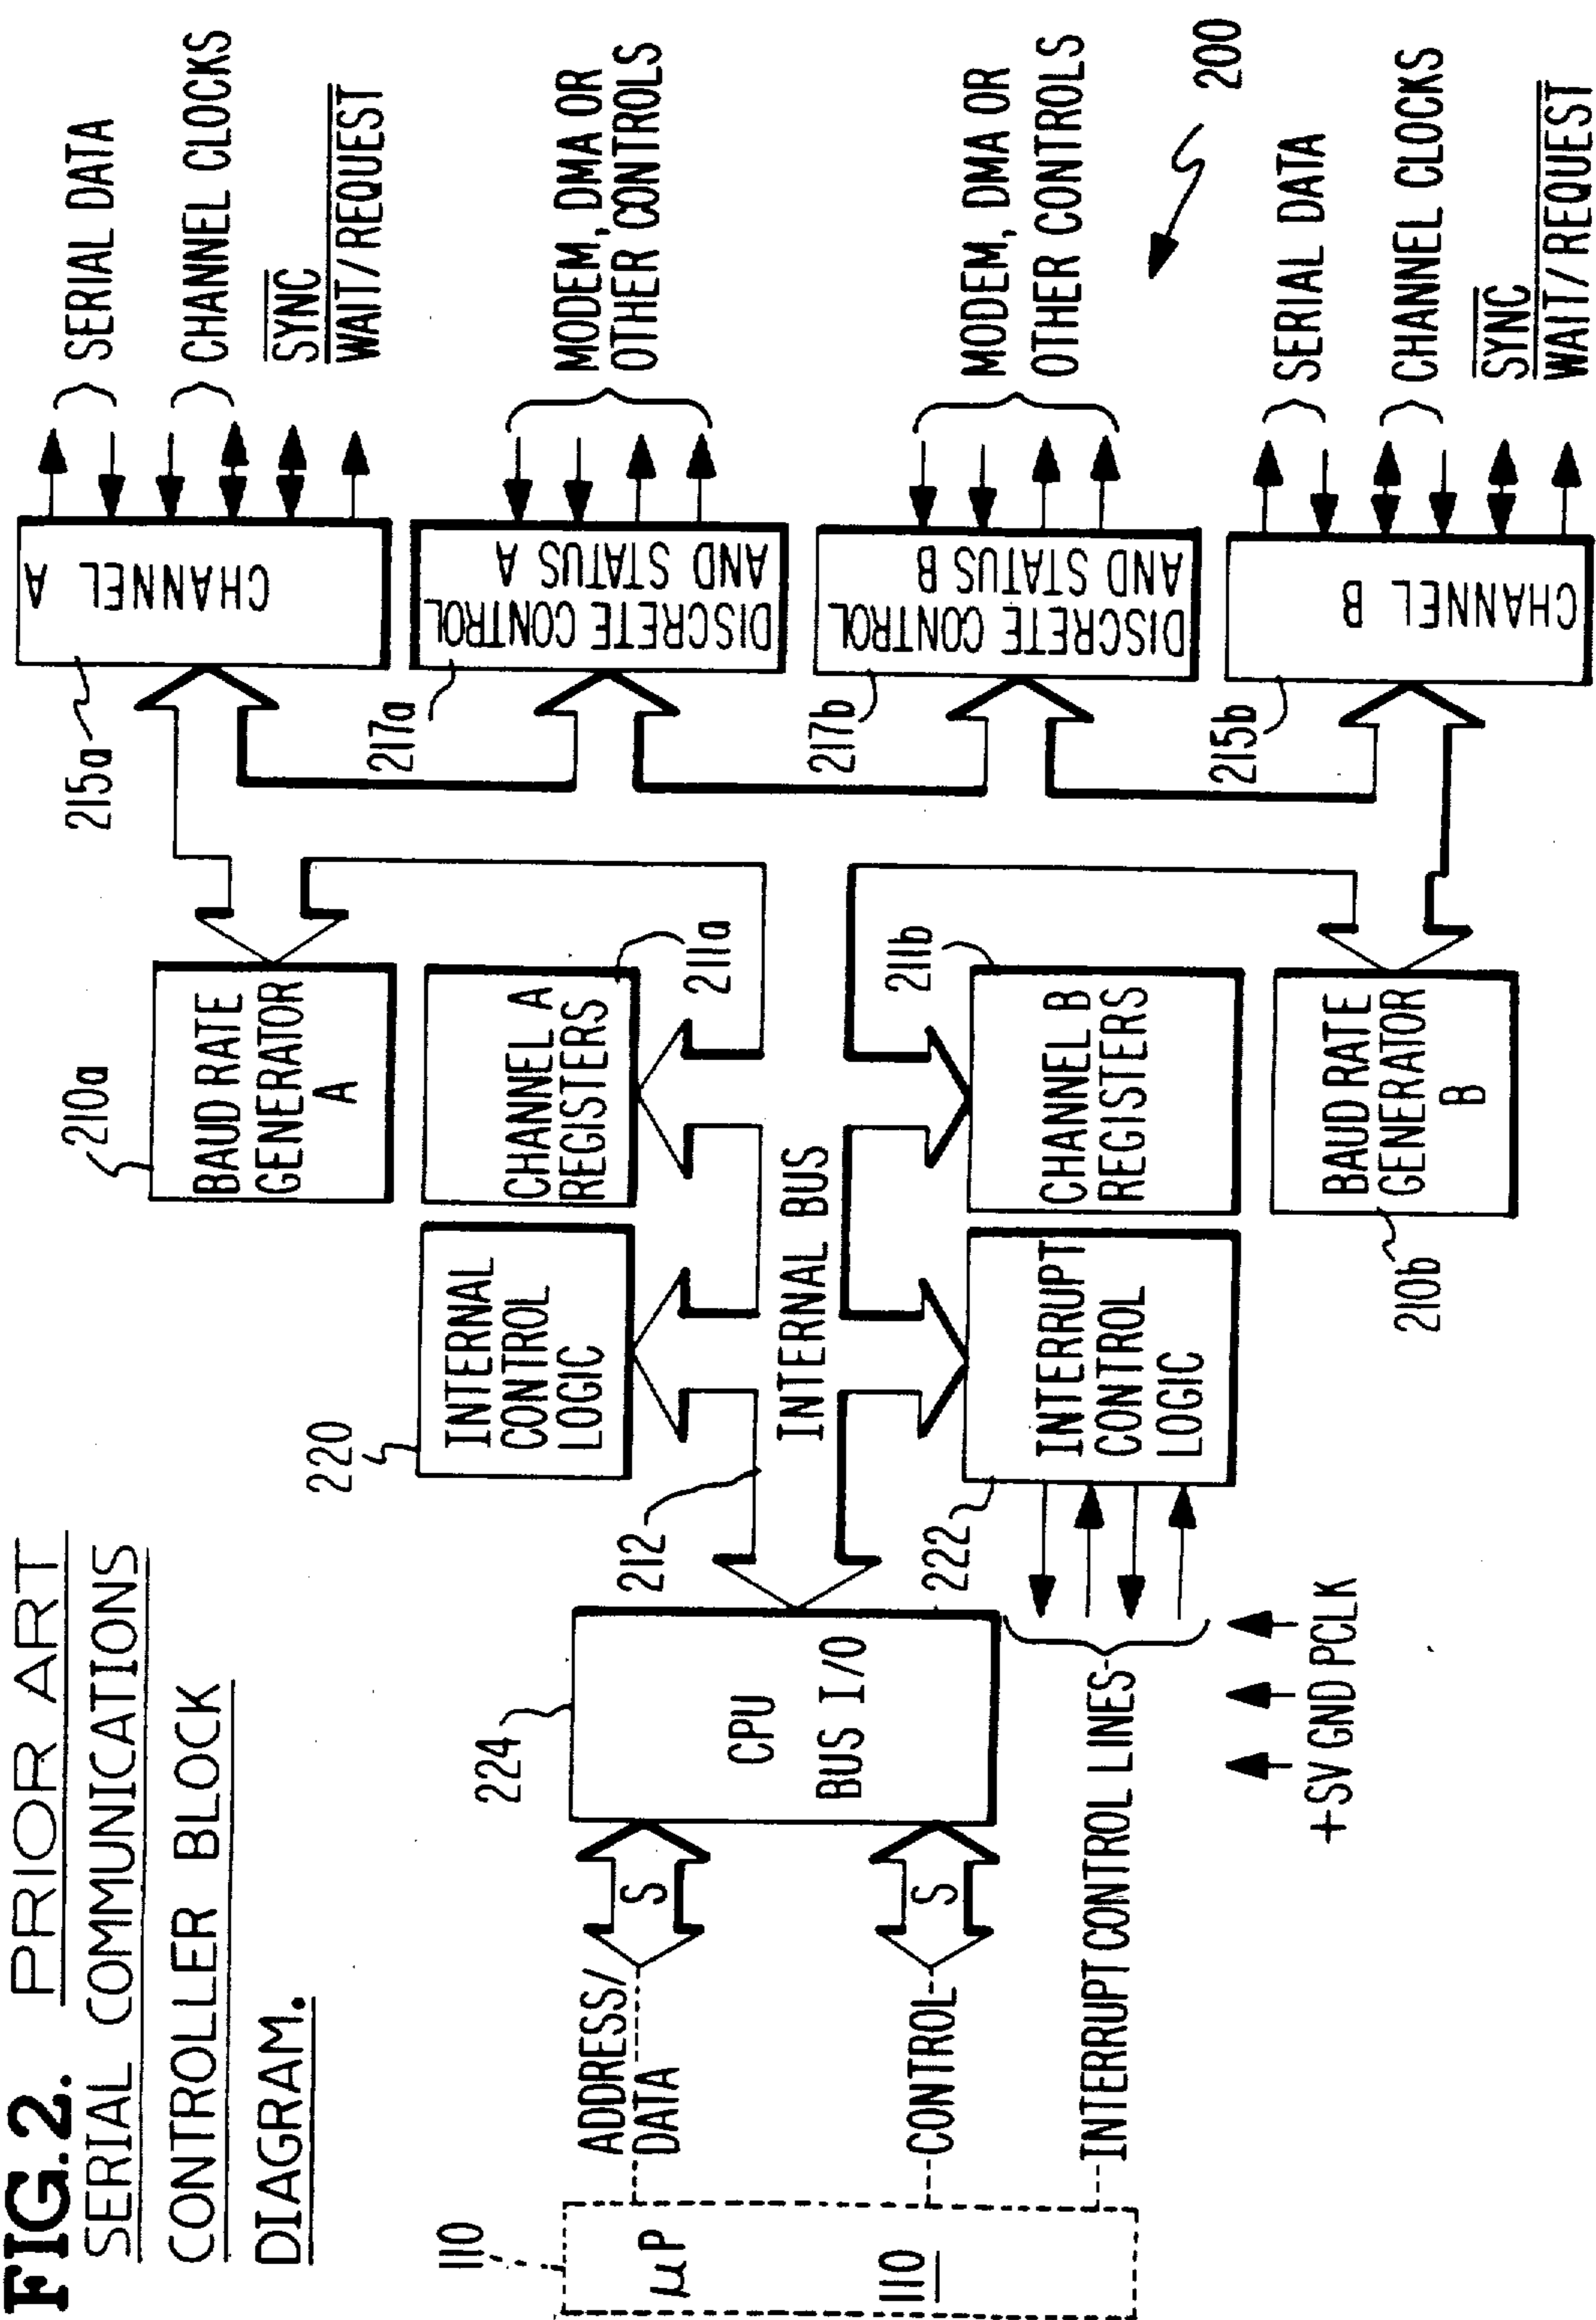 FIG.2. PRIOR ART
SERIAL COMMUNICATIONS
CONTROLLER BLOCK
DIAGRAM.
110
μP
110
ADDRESS/
DATA
CONTROL
INTERRUPT CONTROL LINES
S
S
224
CPU
BUS I/O
+SV GND PCLK
212
INTERNAL BUS
220
INTERNAL
CONTROL
LOGIC
222
INTERRUPT
CONTROL
LOGIC
210a
BAUD RATE
GENERATOR
A
CHANNEL A
REGISTERS
211a
211b
CHANNEL B
REGISTERS
BAUD RATE
GENERATOR
B
210b
215a
CHANNEL A
217a
DISCRETE CONTROL
AND STATUS A
217b
DISCRETE CONTROL
AND STATUS B
215b
CHANNEL B
SERIAL DATA
CHANNEL CLOCKS
SYNC
WAIT/REQUEST
MODEM, DMA OR
OTHER CONTROLS
MODEM, DMA OR
OTHER CONTROLS
200
SERIAL DATA
CHANNEL CLOCKS
SYNC
WAIT/REQUEST